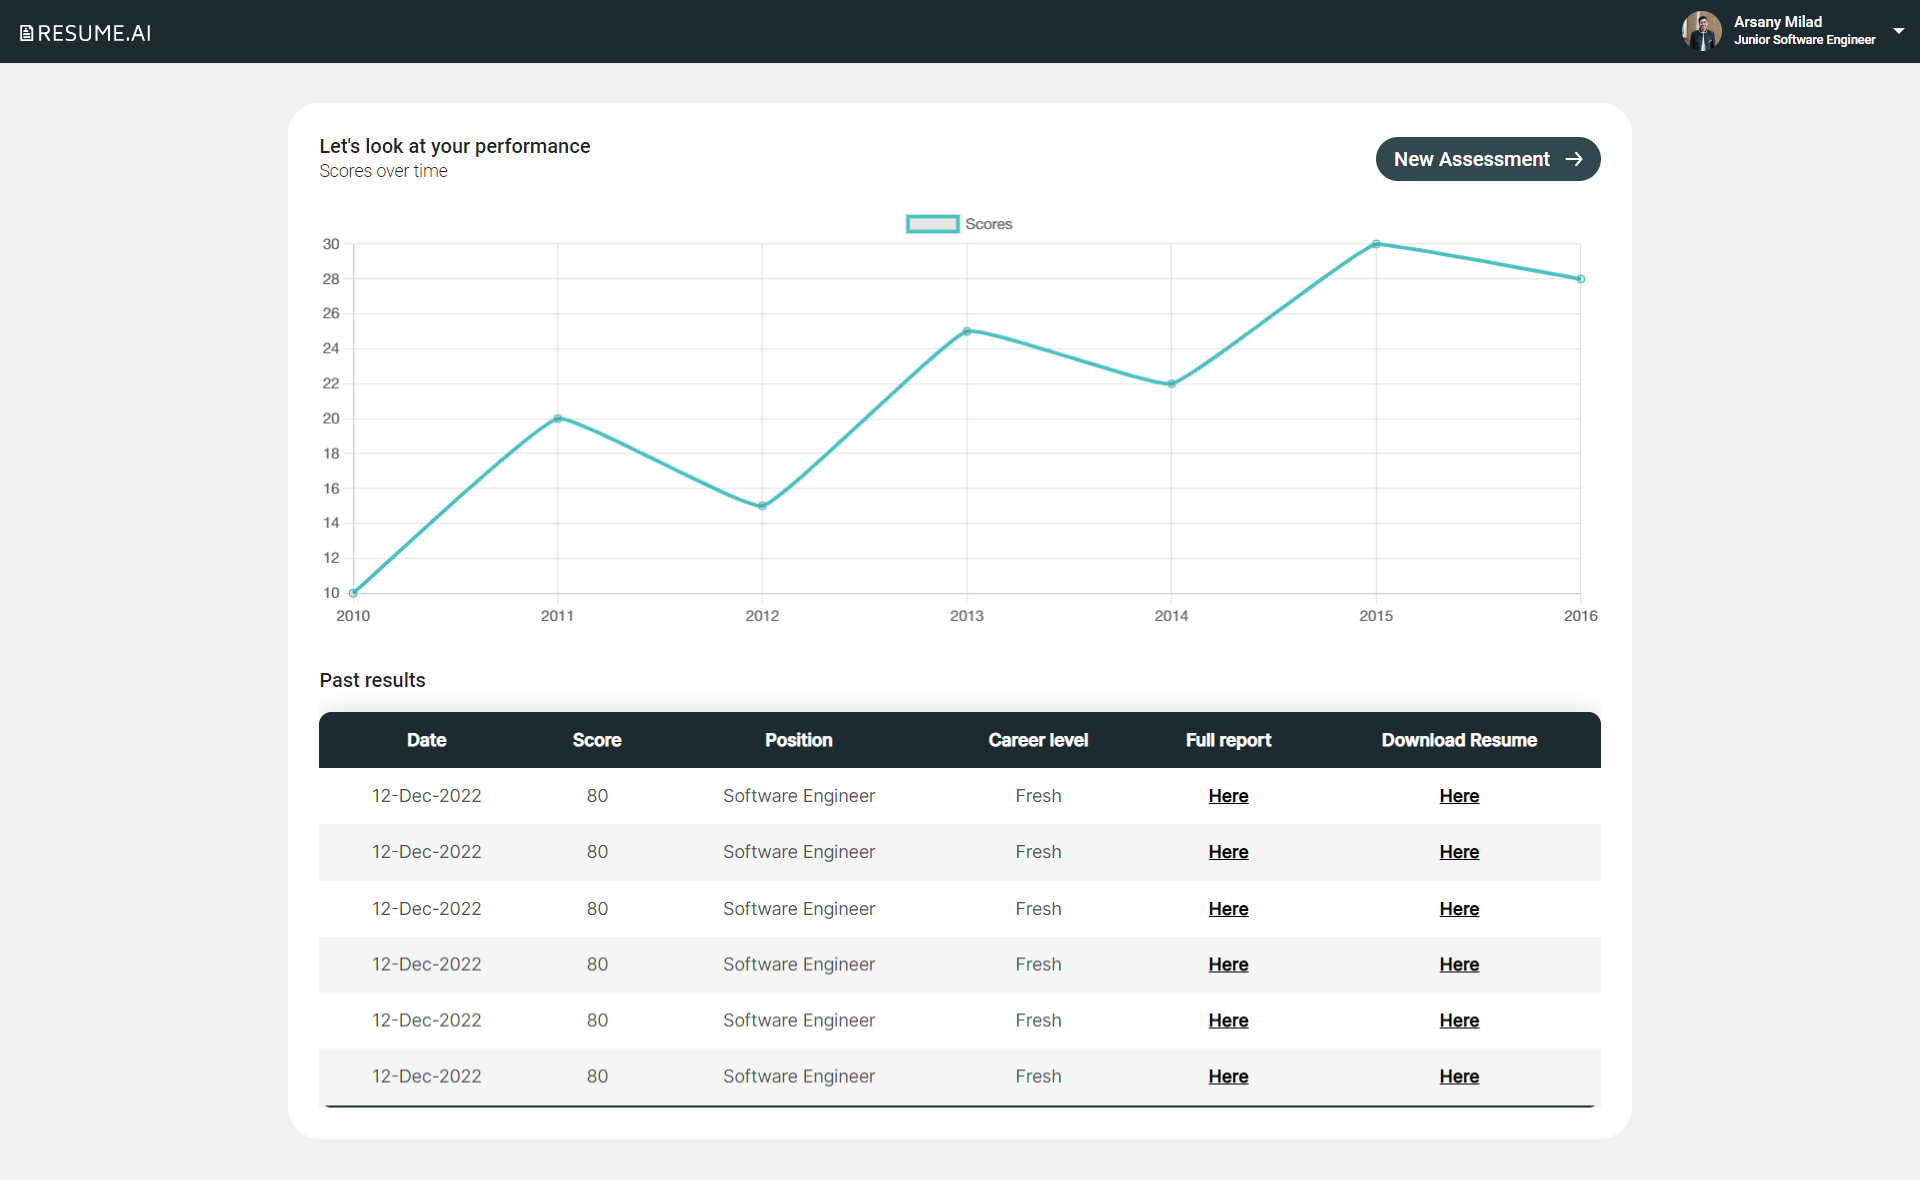 RESUME.AI
Arsany Milad
Junior Software Engineer
Let's look at your performance
Scores over time
New Assessment
Scores
30
28
26
24
22
20
18
16
14
12
10
2010 2011 2012 2013 2014 2015 2016
Past results
Date Score Position Career level Full report Download Resume
12-Dec-2022 80 Software Engineer Fresh Here Here
12-Dec-2022 80 Software Engineer Fresh Here Here
12-Dec-2022 80 Software Engineer Fresh Here Here
12-Dec-2022 80 Software Engineer Fresh Here Here
12-Dec-2022 80 Software Engineer Fresh Here Here
12-Dec-2022 80 Software Engineer Fresh Here Here